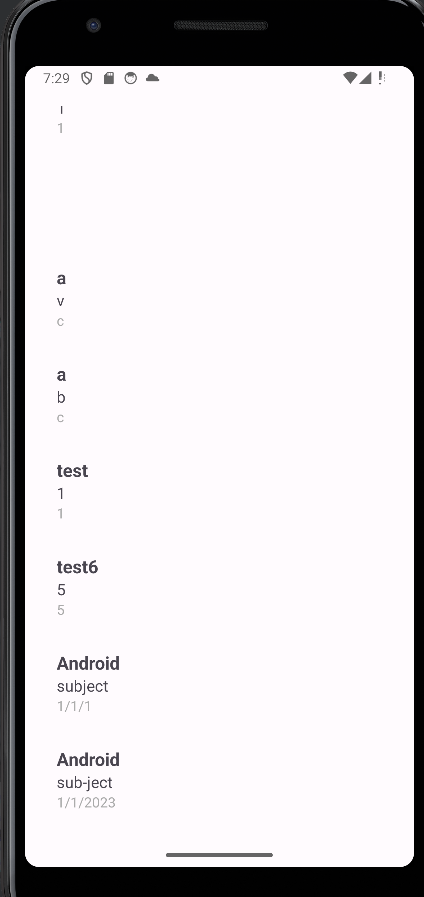 7:29
1
a
v
c
a
b
c
test
1
1
test6
5
5
Android
subject
1/1/1
Android
sub-ject
1/1/2023